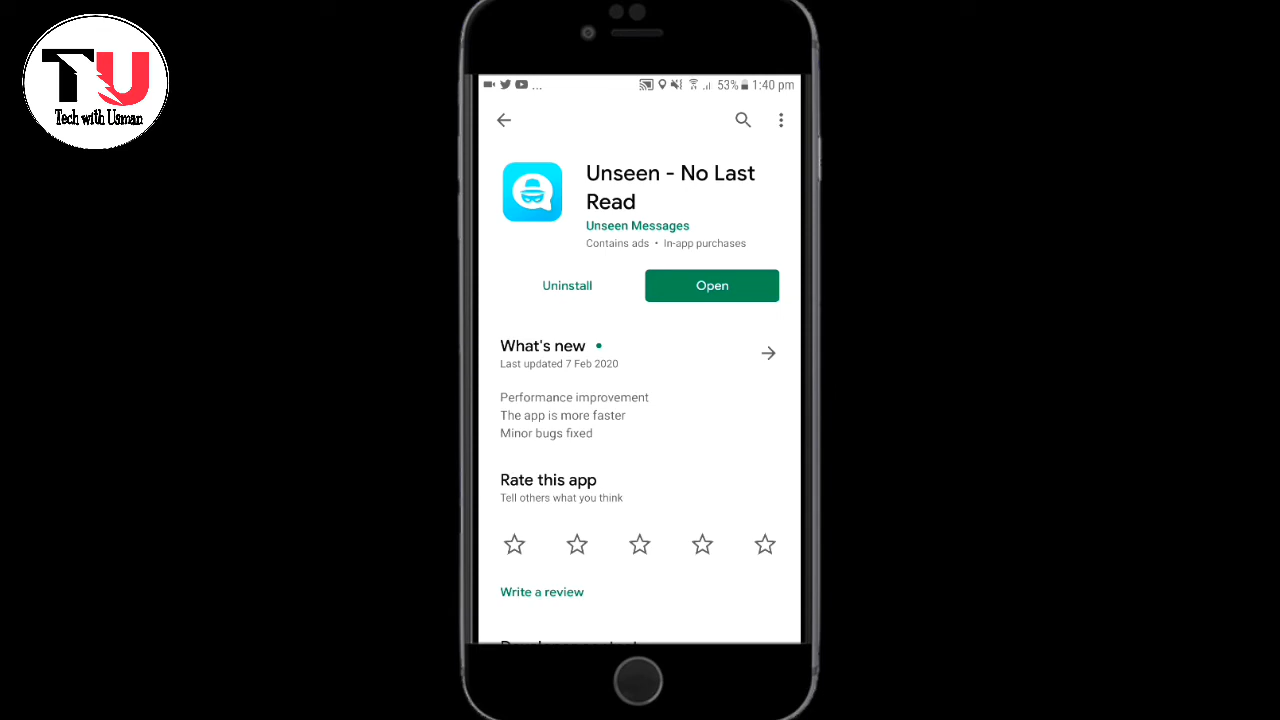 TU
Tech with Usman
... 53% 1:40 pm
Unseen - No Last
Read
Unseen Messages
Contains ads • In-app purchases
Uninstall
Open
What's new
Last updated 7 Feb 2020
Performance improvement
The app is more faster
Minor bugs fixed
Rate this app
Tell others what you think
Write a review